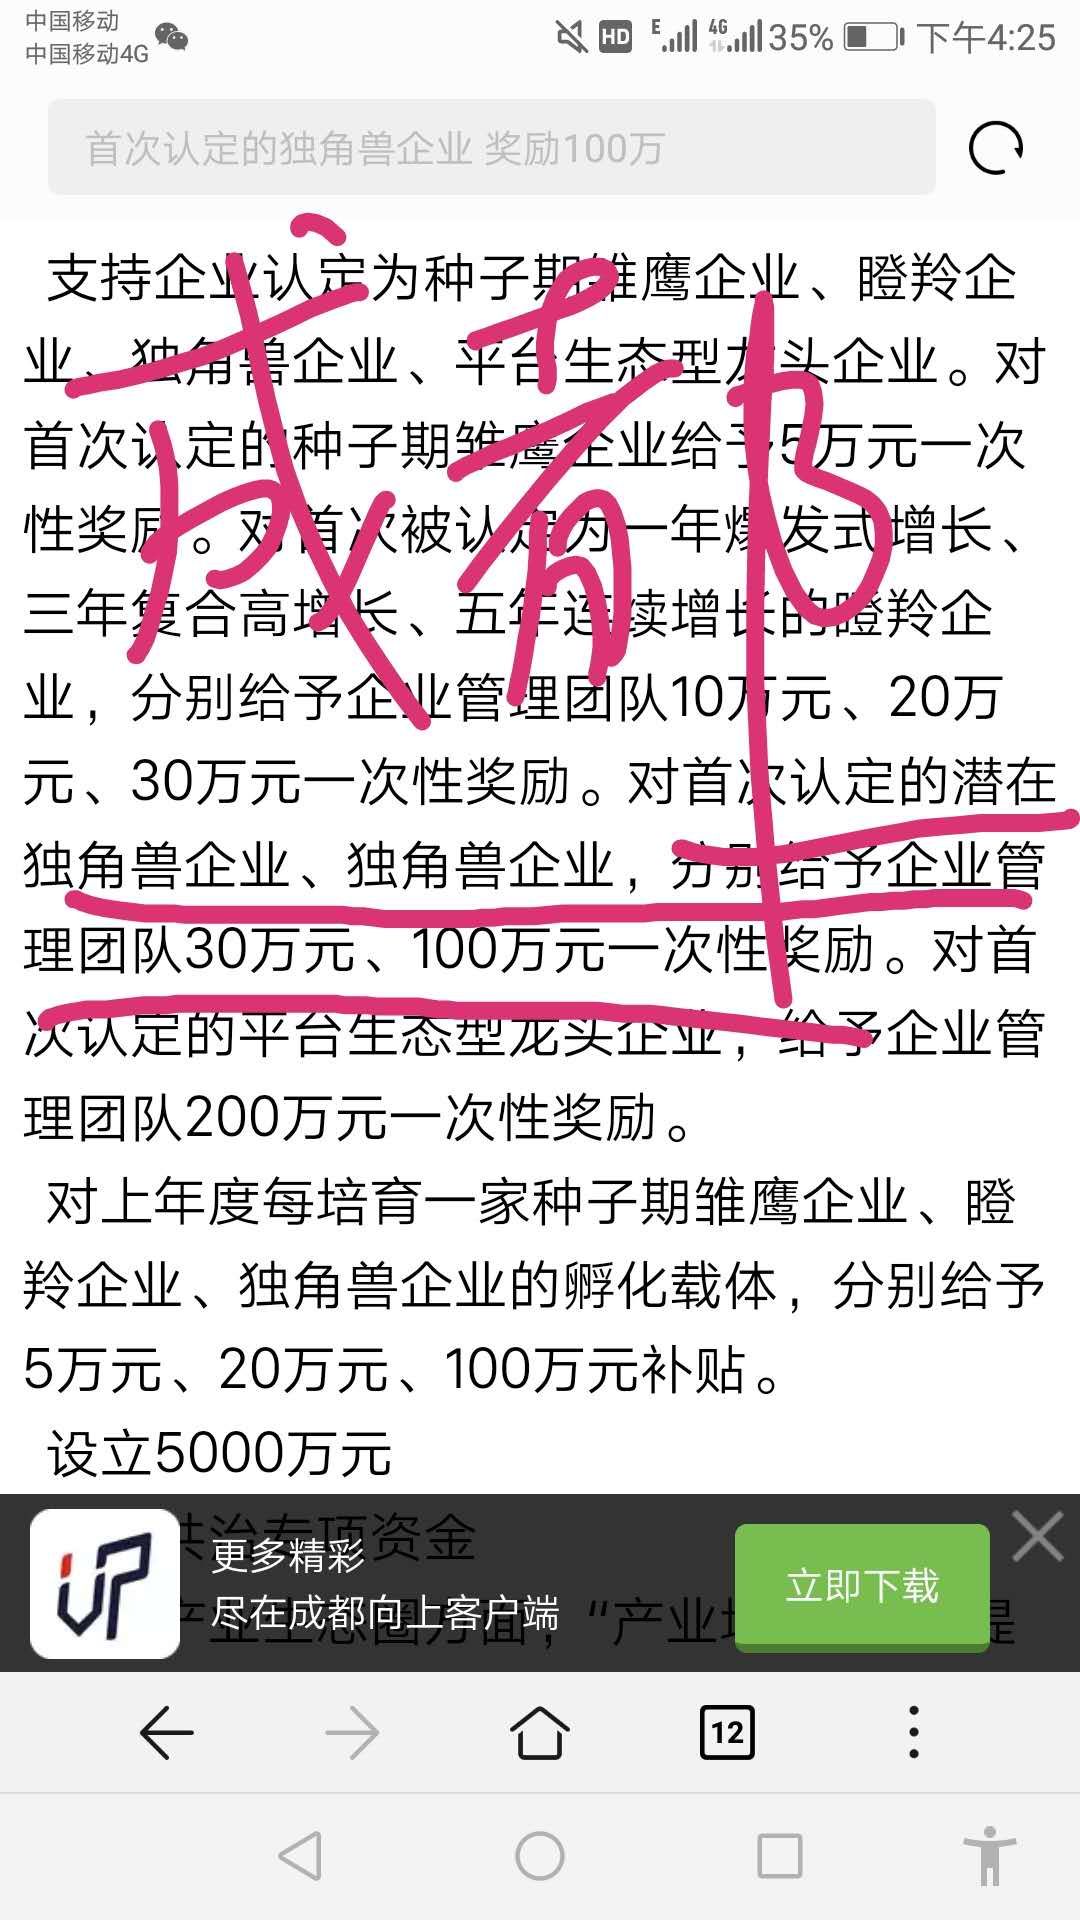 中国移动
中国移动4G
HD
E
4G
35%
下午4:25
首次认定的独角兽企业 奖励100万
成都
支持企业认定为种子期雏鹰企业、瞪羚企
业、独角兽企业、平台生态型龙头企业。对
首次认定的种子期雏鹰企业给予5万元一次
性奖励。对首次被认定为一年爆发式增长、
三年复合高增长、五年连续增长的瞪羚企
业，分别给予企业管理团队10万元、20万
元、30万元一次性奖励。对首次认定的潜在
独角兽企业、独角兽企业，分别给予企业管
理团队30万元、100万元一次性奖励。对首
次认定的平台生态型龙头企业，给予企业管
理团队200万元一次性奖励。
对上年度每培育一家种子期雏鹰企业、瞪
羚企业、独角兽企业的孵化载体，分别给予
5万元、20万元、100万元补贴。
设立5000万元
共治专项资金
产业生态圈方面，“产业
是
更多精彩
尽在成都向上客户端
立即下载
12